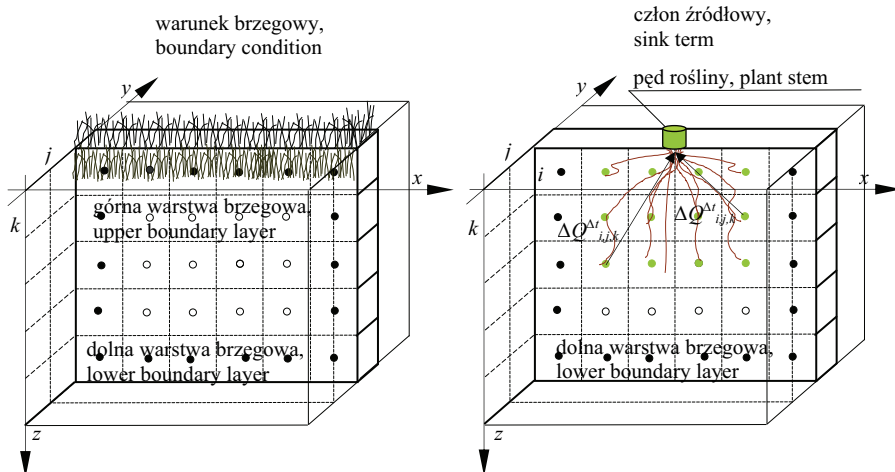 warunek brzegowy,
boundary condition
y
j
x
k
górna warstwa brzegowa,
upper boundary layer
dolna warstwa brzegowa,
lower boundary layer
z
człon źródłowy,
sink term
pęd rośliny, plant stem
y
j
i
x
k
ΔQ^Δt_i,j,k
ΔQ^Δt_i,j,k
dolna warstwa brzegowa,
lower boundary layer
z